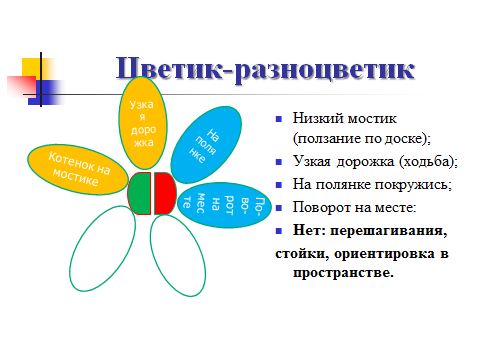 Цветик-разноцветик
Узка
я
доро
жка
На
поля
нке
Котенок на
мостике
По-
во-
рот
на
мес
те
Низкий мостик
(ползание по доске);
Узкая дорожка (ходьба);
На полянке покружись;
Поворот на месте:
Нет: перешагивания,
стойки, ориентировка в
пространстве.